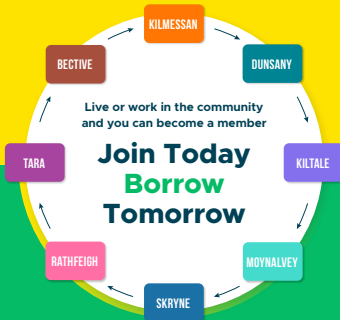 KILMESSAN
BECTIVE
DUNSANY
Live or work in the community
and you can become a member
Join Today
Borrow
Tomorrow
TARA
KILTALE
RATHFEIGH
MOYNALVEY
SKRYNE